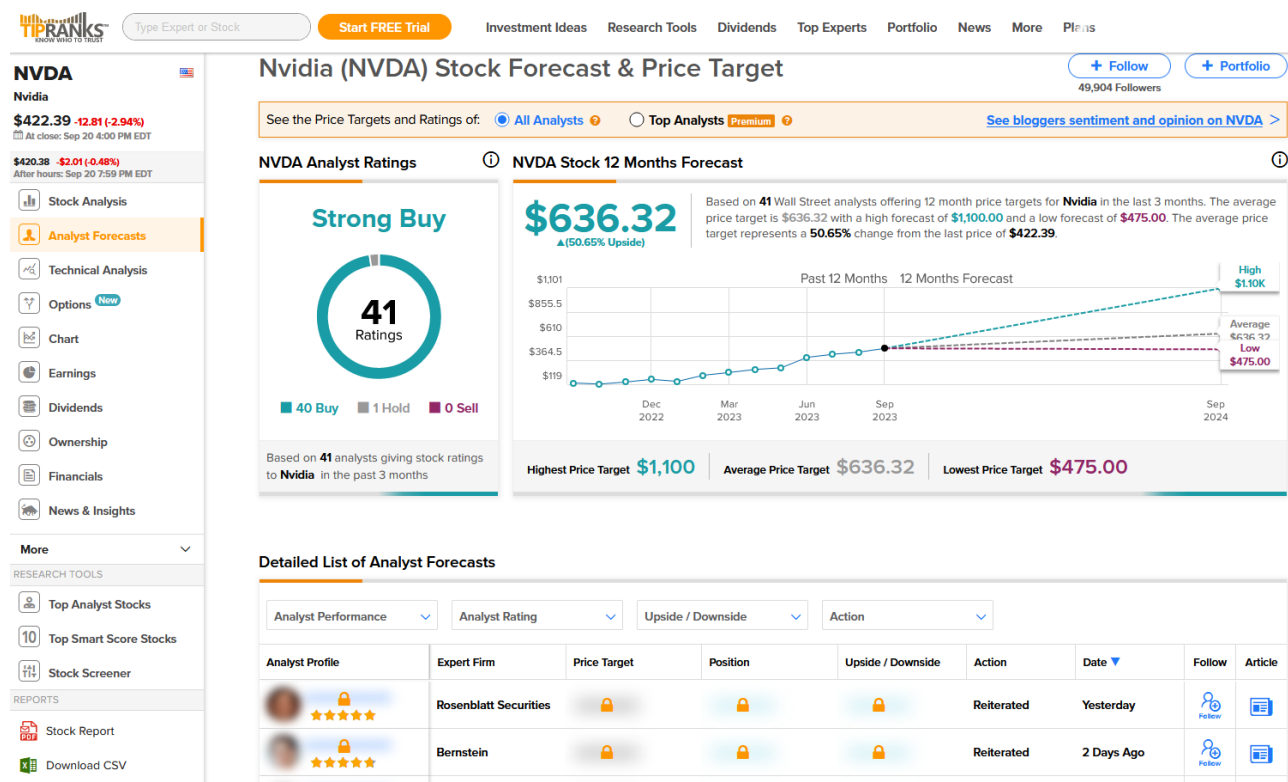 TIPRANKS
KNOW WHO TO TRUST
Type Expert or Stock
Start FREE Trial
Investment Ideas
Research Tools
Dividends
Top Experts
Portfolio
News
More
Plans
NVDA
Nvidia
$422.39 -12.81 (-2.94%)
At close: Sep 20 4:00 PM EDT
$420.38 -$2.01 (-0.48%)
After hours: Sep 20 7:59 PM EDT
Stock Analysis
Analyst Forecasts
Technical Analysis
Options New
Chart
Earnings
Dividends
Ownership
Financials
News & Insights
More
RESEARCH TOOLS
Top Analyst Stocks
10 Top Smart Score Stocks
Stock Screener
REPORTS
PDF Stock Report
Download CSV
Nvidia (NVDA) Stock Forecast & Price Target
+ Follow
49,904 Followers
+ Portfolio
See the Price Targets and Ratings of:
All Analysts ?
Top Analysts Premium ?
See bloggers sentiment and opinion on NVDA >
NVDA Analyst Ratings
Strong Buy
41
Ratings
40 Buy
1 Hold
0 Sell
Based on 41 analysts giving stock ratings
to Nvidia in the past 3 months
NVDA Stock 12 Months Forecast
$636.32
▲(50.65% Upside)
Based on 41 Wall Street analysts offering 12 month price targets for Nvidia in the last 3 months. The average
price target is $636.32 with a high forecast of $1,100.00 and a low forecast of $475.00. The average price
target represents a 50.65% change from the last price of $422.39.
Past 12 Months
12 Months Forecast
$1,101
$855.5
$610
$364.5
$119
High
$1.10K
Average
$636.32
Low
$475.00
Dec
2022
Mar
2023
Jun
2023
Sep
2023
Sep
2024
Highest Price Target $1,100
Average Price Target $636.32
Lowest Price Target $475.00
Detailed List of Analyst Forecasts
Analyst Performance
Analyst Rating
Upside / Downside
Action
Analyst Profile
Expert Firm
Price Target
Position
Upside / Downside
Action
Date ▼
Follow
Article
Rosenblatt Securities
Reiterated
Yesterday
Follow
Bernstein
Reiterated
2 Days Ago
Follow